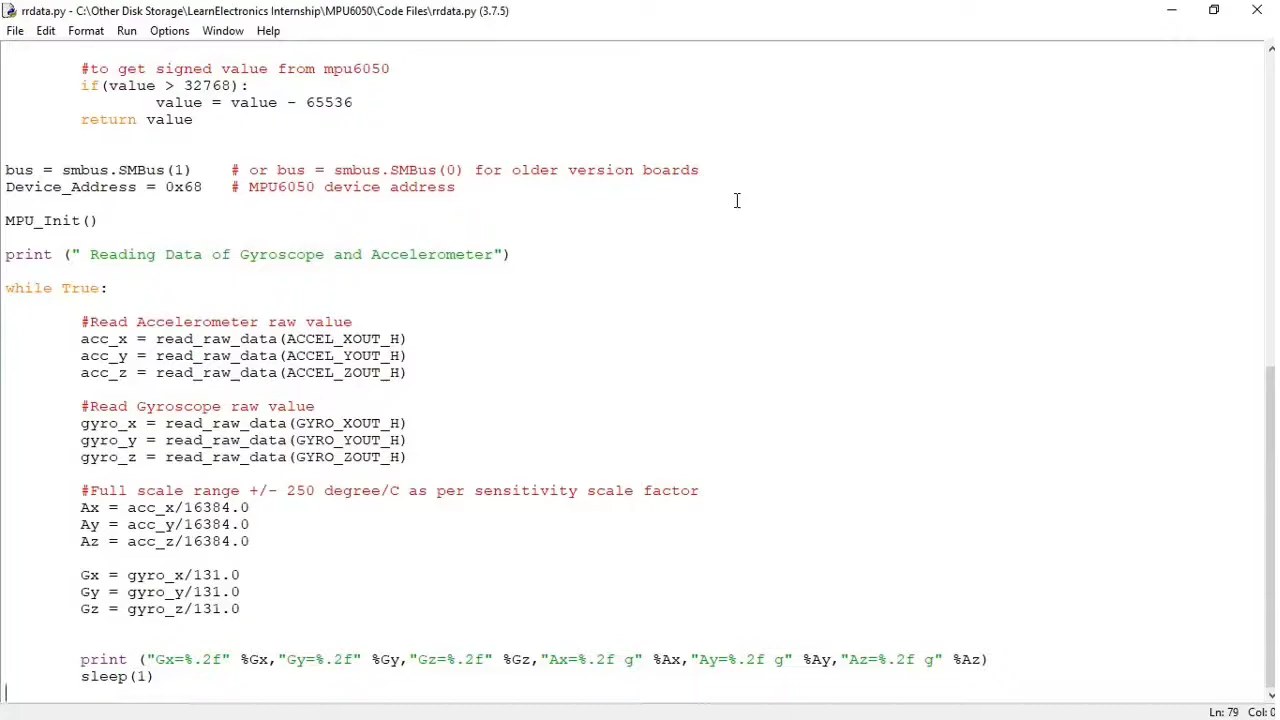 rrdata.py - C:\Other Disk Storage\LearnElectronics Internship\MPU6050\Code Files\rrdata.py (3.7.5)
File Edit Format Run Options Window Help
#to get signed value from mpu6050
if(value > 32768):
value = value - 65536
return value
bus = smbus.SMBus(1) # or bus = smbus.SMBus(0) for older version boards
Device_Address = 0x68 # MPU6050 device address
MPU_Init()
print (" Reading Data of Gyroscope and Accelerometer")
while True:
#Read Accelerometer raw value
acc_x = read_raw_data(ACCEL_XOUT_H)
acc_y = read_raw_data(ACCEL_YOUT_H)
acc_z = read_raw_data(ACCEL_ZOUT_H)
#Read Gyroscope raw value
gyro_x = read_raw_data(GYRO_XOUT_H)
gyro_y = read_raw_data(GYRO_YOUT_H)
gyro_z = read_raw_data(GYRO_ZOUT_H)
#Full scale range +/- 250 degree/C as per sensitivity scale factor
Ax = acc_x/16384.0
Ay = acc_y/16384.0
Az = acc_z/16384.0
Gx = gyro_x/131.0
Gy = gyro_y/131.0
Gz = gyro_z/131.0
print ("Gx=%.2f" %Gx,"Gy=%.2f" %Gy,"Gz=%.2f" %Gz,"Ax=%.2f g" %Ax,"Ay=%.2f g" %Ay,"Az=%.2f g" %Az)
sleep(1)
Ln: 79 Col: 0